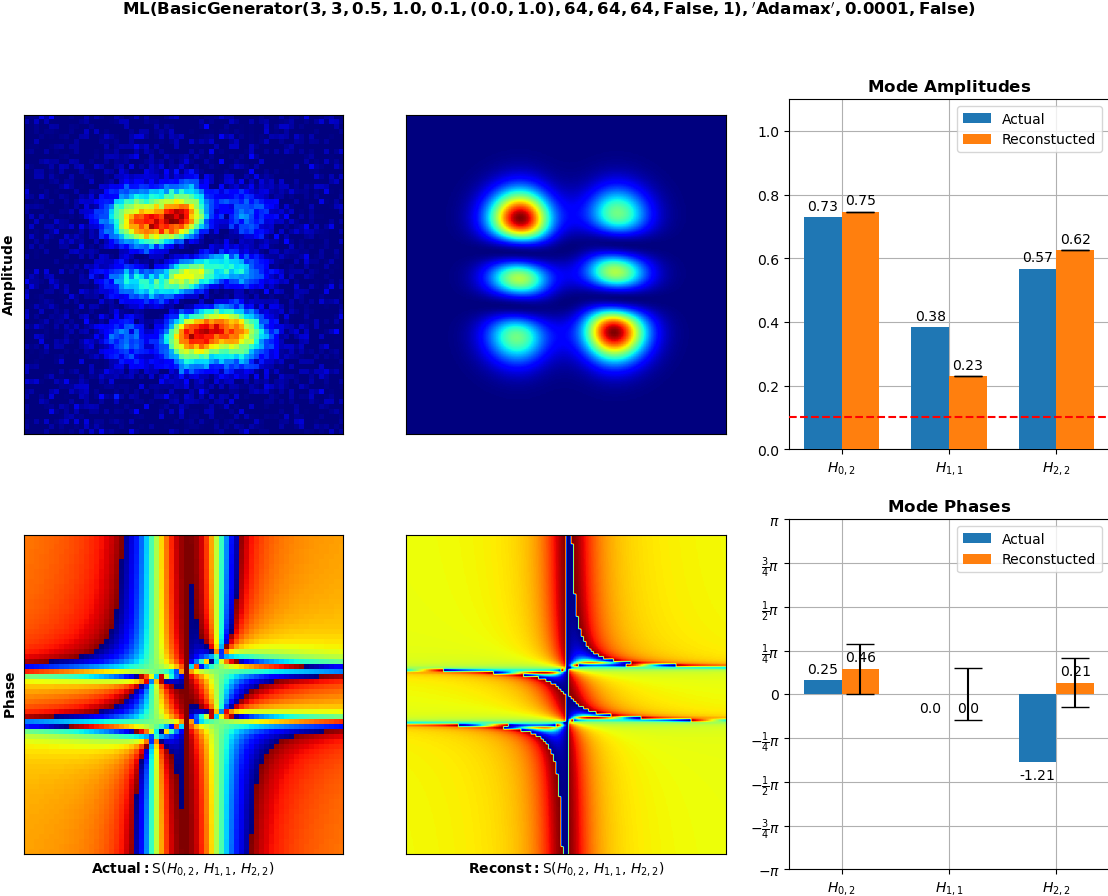 ML(BasicGenerator(3, 3, 0.5, 1.0, 0.1, (0.0, 1.0), 64, 64, 64, False, 1), ′Adamax′, 0.0001, False)
Amplitude
Mode Amplitudes
Actual
Reconstucted
1.0
0.8
0.6
0.4
0.2
0.0
0.73
0.75
0.38
0.23
0.57
0.62
H0,2
H1,1
H2,2
Phase
Actual: S(H0,2, H1,1, H2,2)
Reconst: S(H0,2, H1,1, H2,2)
Mode Phases
Actual
Reconstucted
π
3/4π
1/2π
1/4π
0
−1/4π
−1/2π
−3/4π
−π
0.25
0.46
0.0
0.0
-1.21
0.21
H0,2
H1,1
H2,2